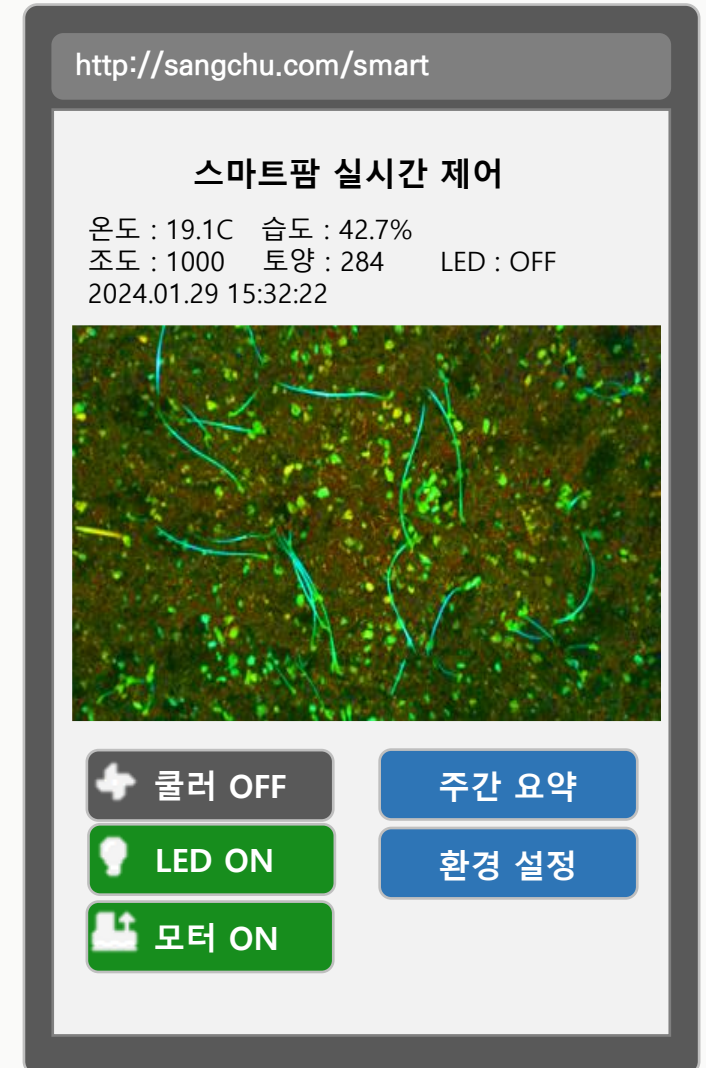 http://sangchu.com/smart
스마트팜 실시간 제어
온도 : 19.1C 습도 : 42.7%
조도 : 1000 토양 : 284 LED : OFF
2024.01.29 15:32:22
쿨러 OFF
주간 요약
LED ON
환경 설정
모터 ON